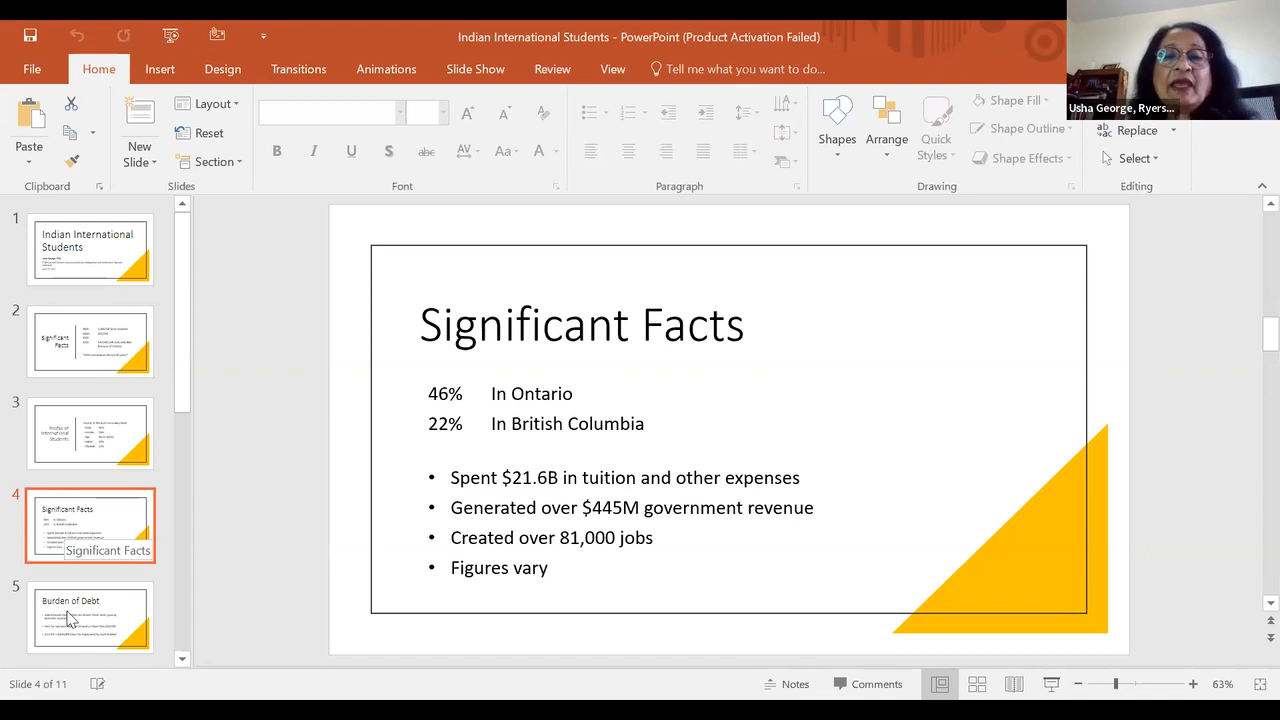 Indian International Students - PowerPoint (Product Activation Failed)
Usha George, Ryers...
File Home Insert Design Transitions Animations Slide Show Review View Tell me what you want to do...
Paste
New Slide
Layout
Reset
Section
B I U S abc AV Aa A
Shapes
Arrange
Quick Styles
Shape Fill
Shape Outline
Shape Effects
Replace
Select
Clipboard Slides Font Paragraph Drawing Editing
1
Indian International
Students
2
Significant
Facts
3
Profile of
International
Students
4
Significant Facts
Significant Facts
5
Burden of Debt
Significant Facts
46% In Ontario
22% In British Columbia
• Spent $21.6B in tuition and other expenses
• Generated over $445M government revenue
• Created over 81,000 jobs
• Figures vary
Slide 4 of 11
Notes
Comments
63%